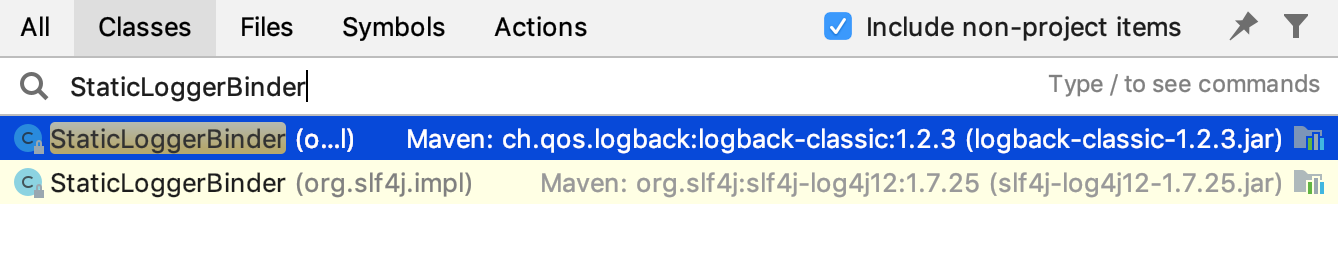 All Classes Files Symbols Actions Include non-project items
StaticLoggerBinder Type / to see commands
StaticLoggerBinder (o...l) Maven: ch.qos.logback:logback-classic:1.2.3 (logback-classic-1.2.3.jar)
StaticLoggerBinder (org.slf4j.impl) Maven: org.slf4j:slf4j-log4j12:1.7.25 (slf4j-log4j12-1.7.25.jar)